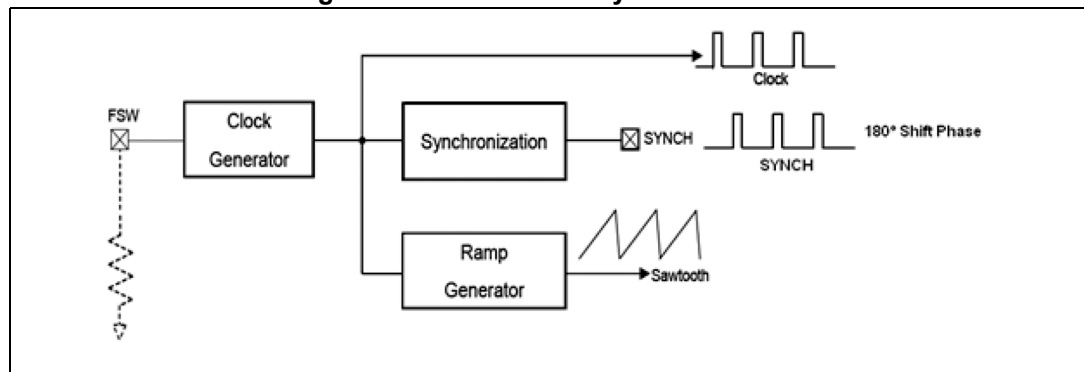 FSW
Clock
Generator
Clock
Synchronization
SYNCH
180° Shift Phase
SYNCH
Ramp
Generator
Sawtooth